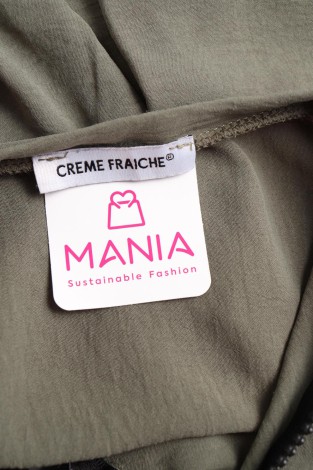 CREME FRAICHE®
MANIA
Sustainable Fashion